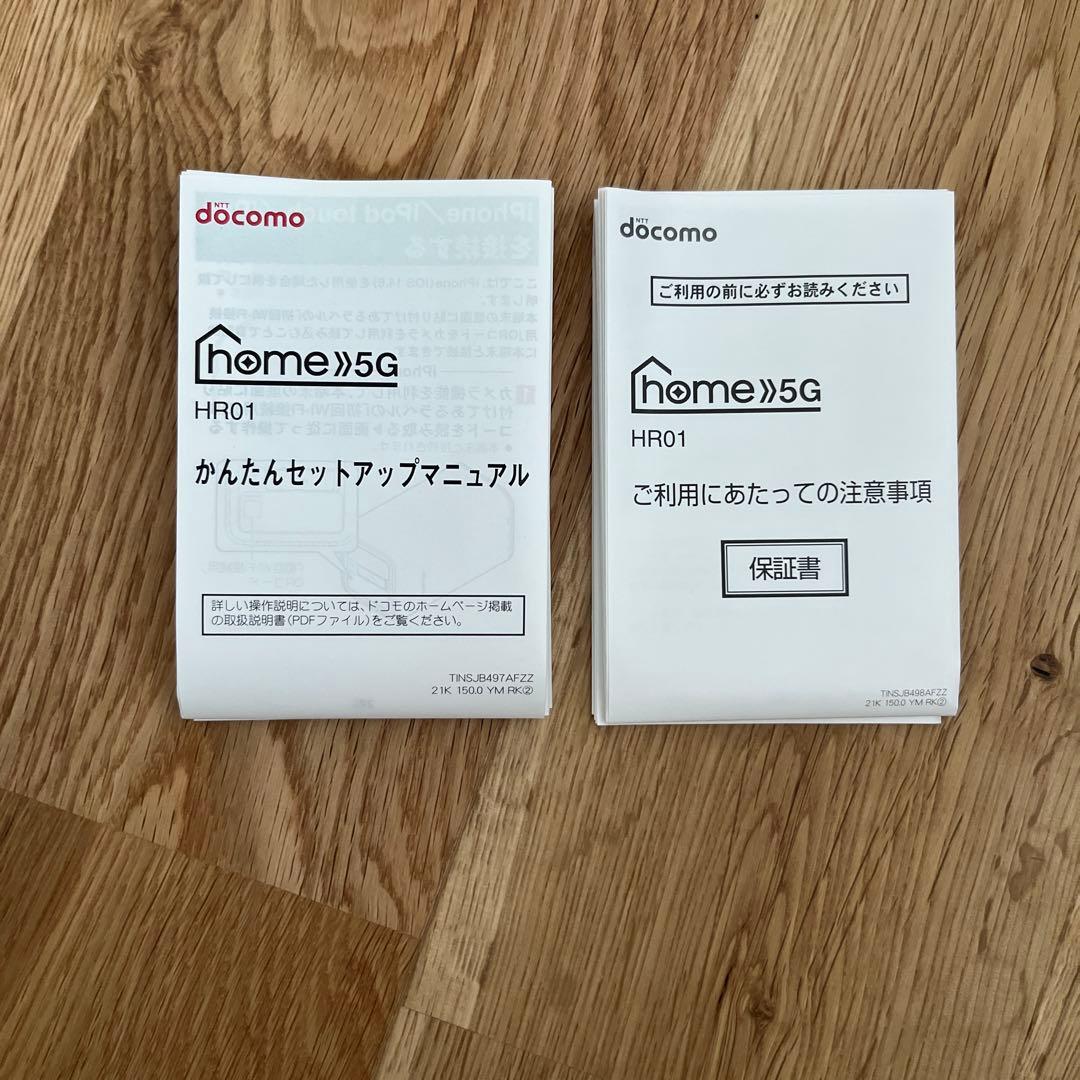 NTT
docomo
home 5G
HR01
かんたんセットアップマニュアル
詳しい操作説明については、ドコモのホームページ掲載
の取扱説明書(PDFファイル)をご覧ください。
TINSJB497AFZZ
21K 150.0 YM RK②
NTT
docomo
ご利用の前に必ずお読みください
home 5G
HR01
ご利用にあたっての注意事項
保証書
TINSJB498AFZZ
21K 150.0 YM RK②